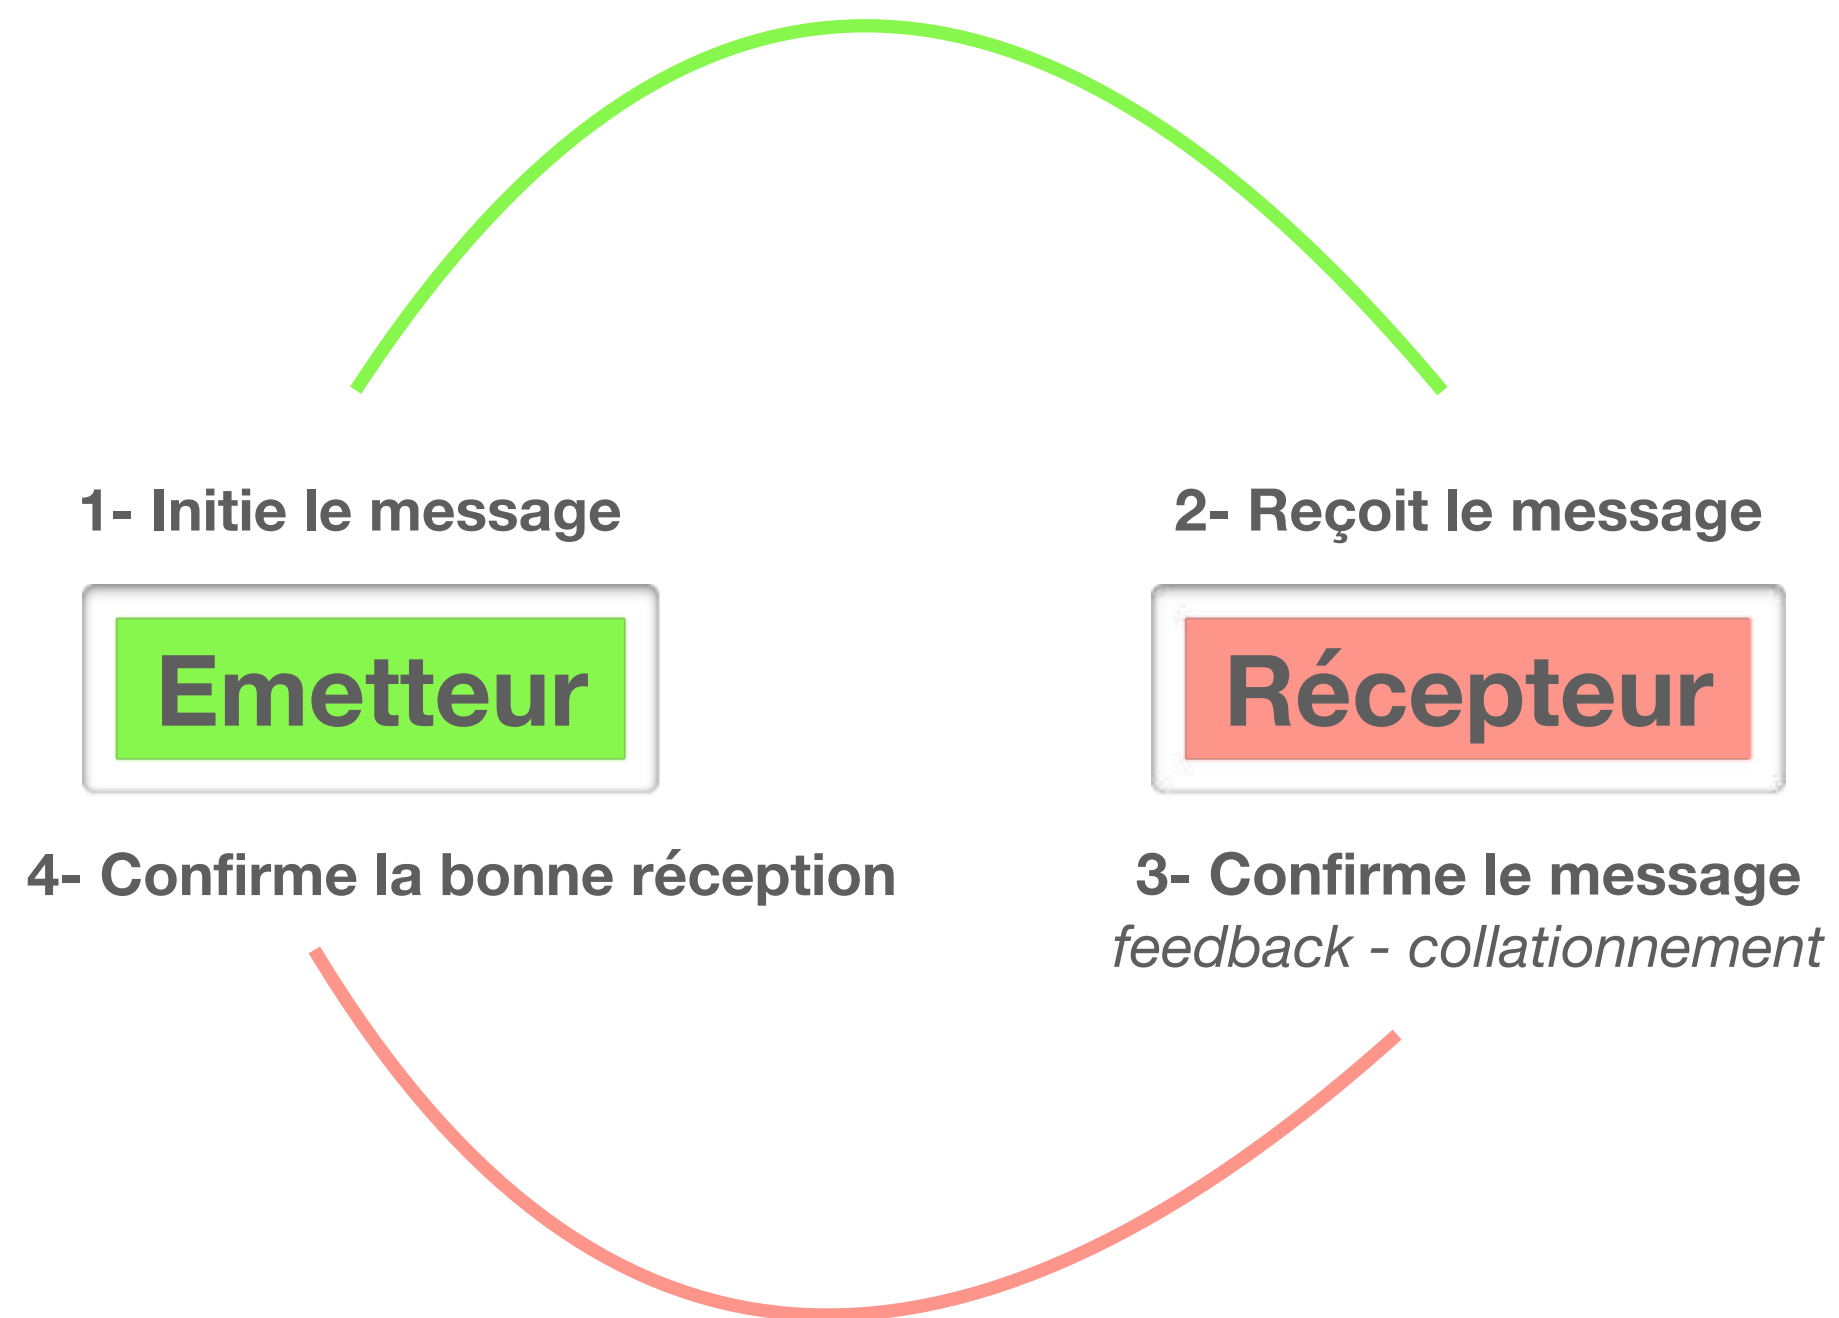 1- Initie le message
2- Reçoit le message
Emetteur
Récepteur
4- Confirme la bonne réception
3- Confirme le message
feedback - collationnement